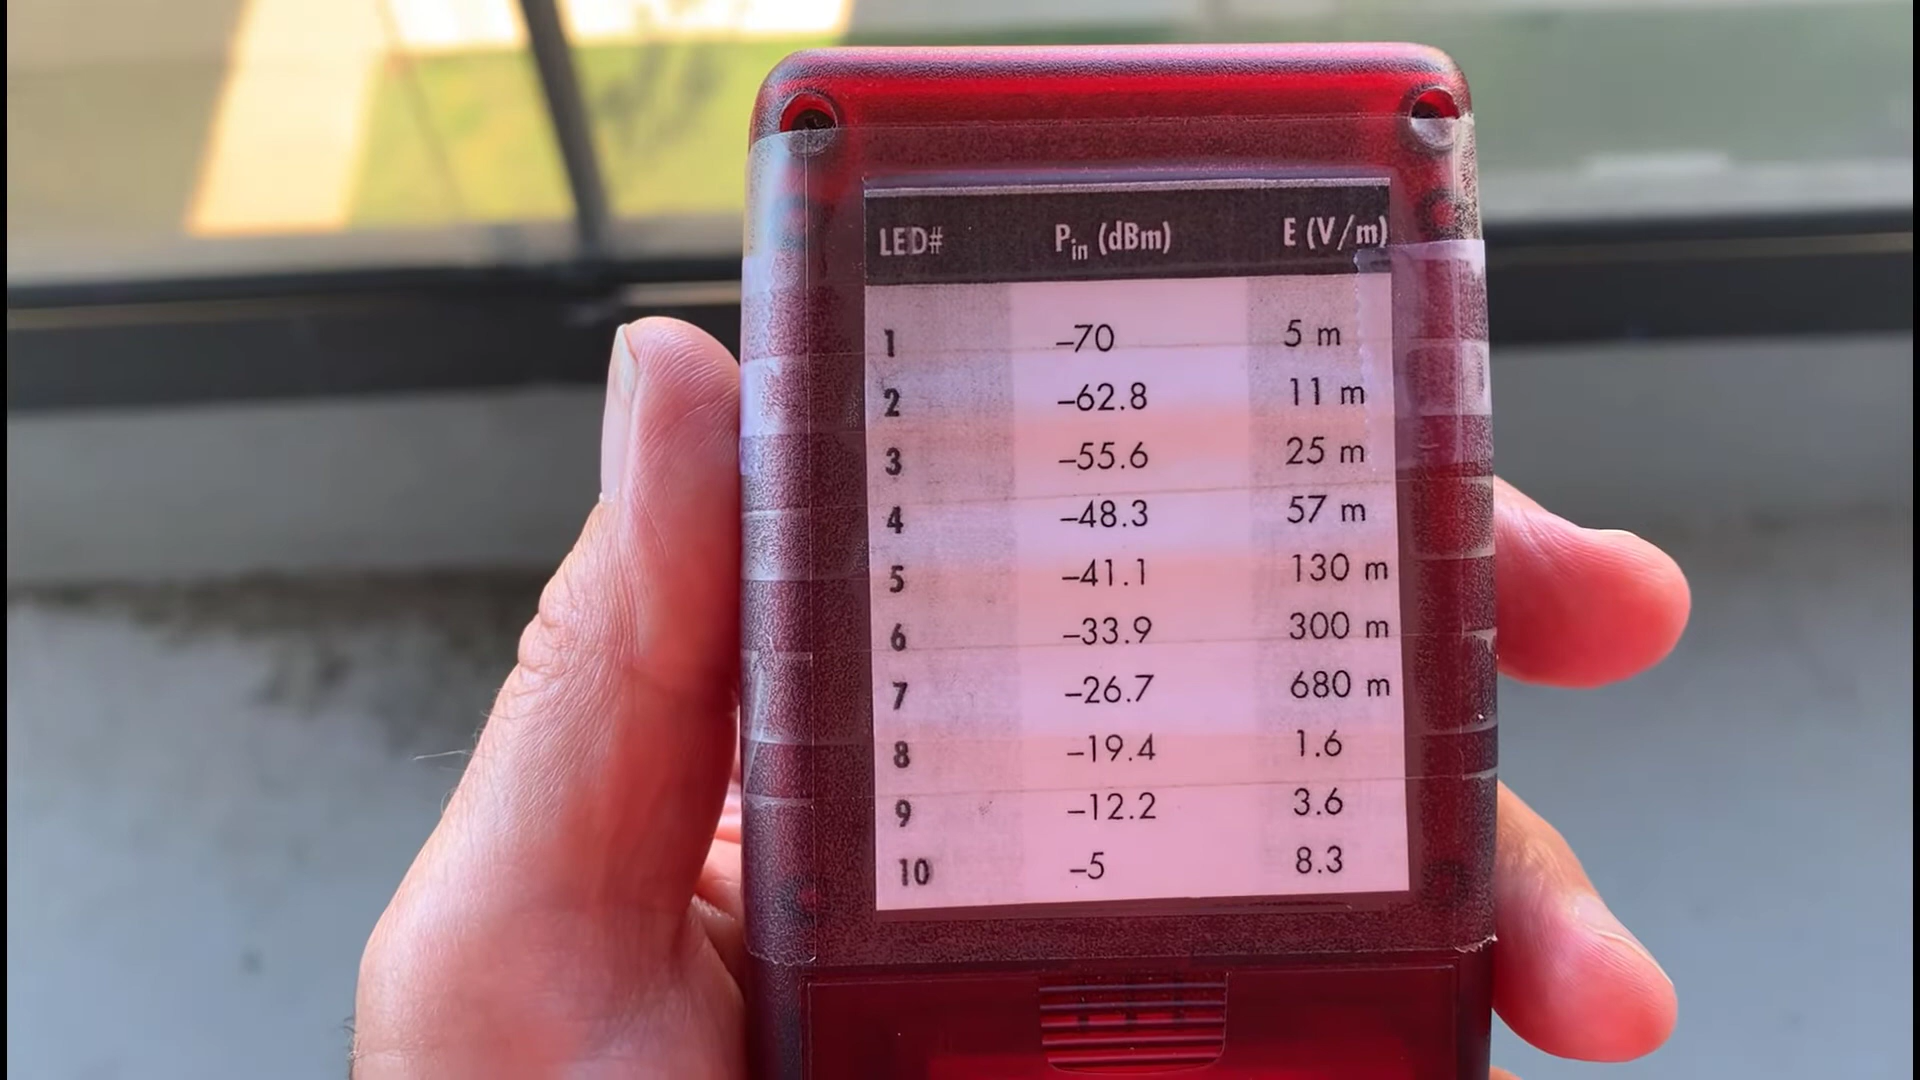 LED# Pin (dBm) E (V/m)
1 –70 5 m
2 –62.8 11 m
3 –55.6 25 m
4 –48.3 57 m
5 –41.1 130 m
6 –33.9 300 m
7 –26.7 680 m
8 –19.4 1.6
9 –12.2 3.6
10 –5 8.3